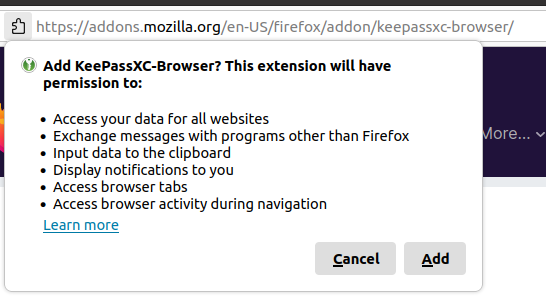 https://addons.mozilla.org/en-US/firefox/addon/keepassxc-browser/
Add KeePassXC-Browser? This extension will have
permission to:
• Access your data for all websites
• Exchange messages with programs other than Firefox
• Input data to the clipboard
• Display notifications to you
• Access browser tabs
• Access browser activity during navigation
Learn more
Cancel Add
More...